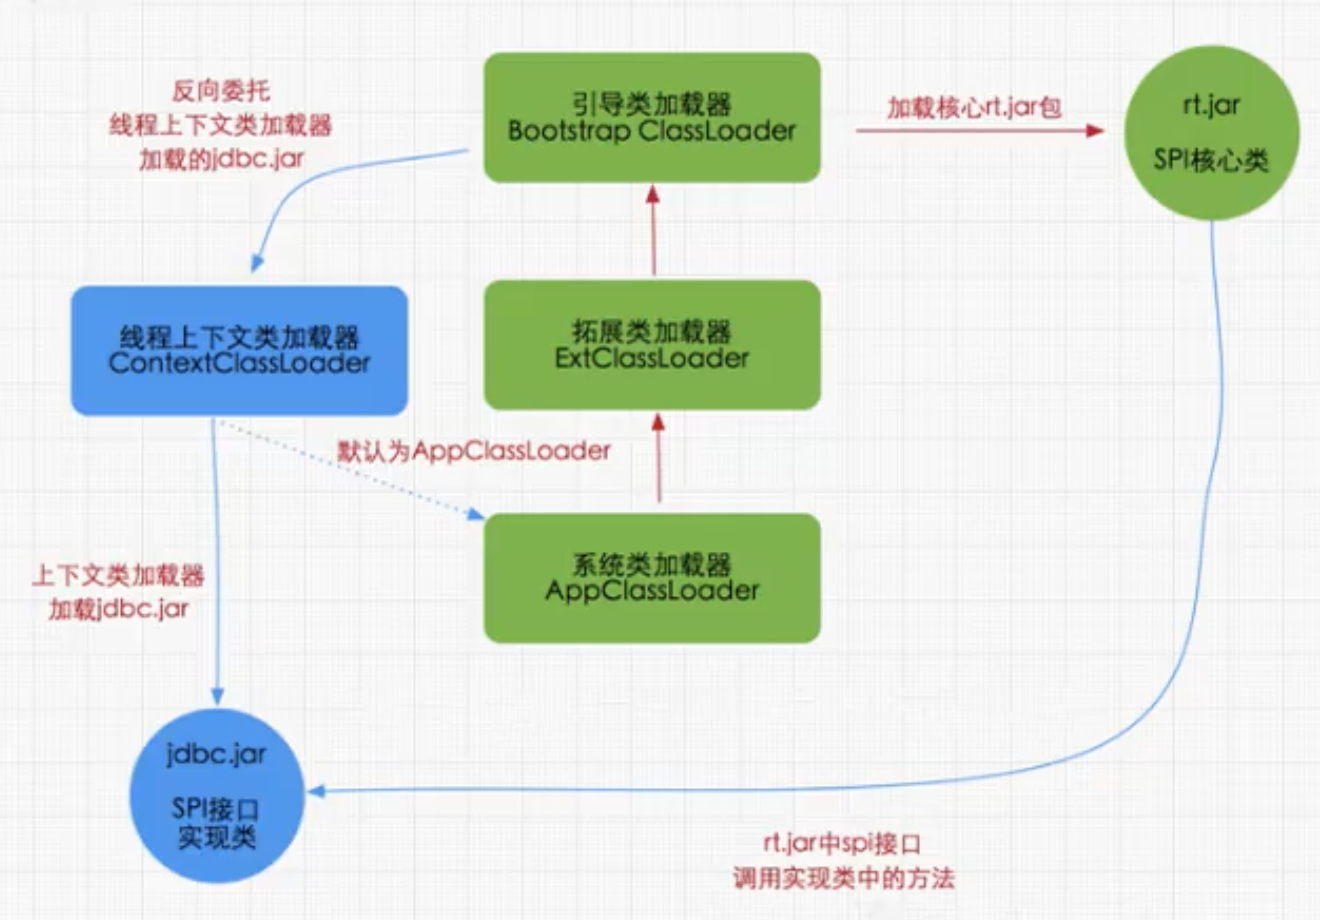 反向委托
线程上下文类加载器
加载的jdbc.jar
引导类加载器
Bootstrap ClassLoader
加载核心rt.jar包
rt.jar
SPI核心类
线程上下文类加载器
ContextClassLoader
拓展类加载器
ExtClassLoader
默认为AppClassLoader
上下文类加载器
加载jdbc.jar
系统类加载器
AppClassLoader
jdbc.jar
SPI接口
实现类
rt.jar中spi接口
调用实现类中的方法